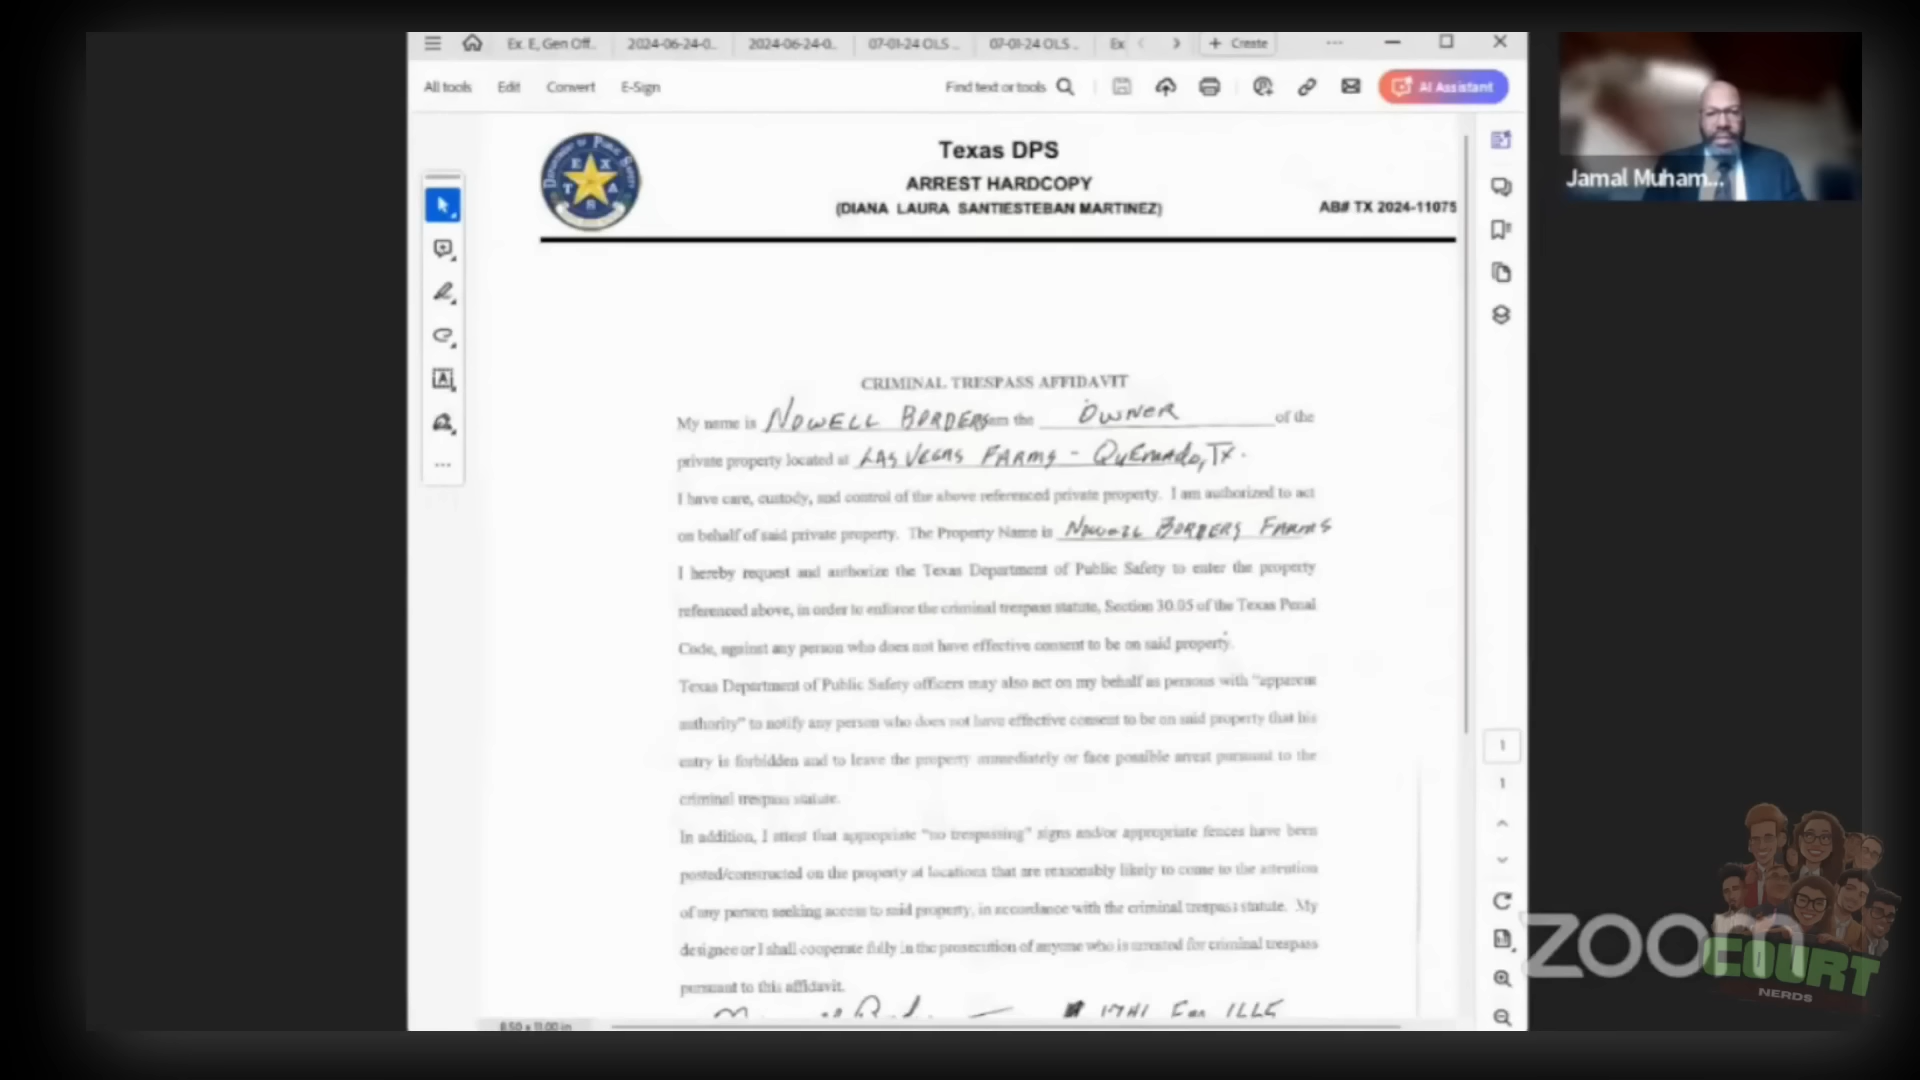 Ex. E, Gen Off.. 2024-06-24-0.. 2024-06-24-0.. 07-01-24 OLS ... 07-01-24 OLS .. Ex + Create
All tools Edit Convert E-Sign Find text or tools AI Assistant
Jamal Muham...
Texas DPS
ARREST HARDCOPY
(DIANA LAURA SANTIESTEBAN MARTINEZ) AB# TX 2024-11075
CRIMINAL TRESPASS AFFIDAVIT
My name is NOWELL BORDERS am the OWNER of the
private property located at LAS VEGAS FARMS - QUEMADO, TX.
I have care, custody, and control of the above referenced private property. I am authorized to act
on behalf of said private property. The Property Name is NOWELL BORDERS FARMS
I hereby request and authorize the Texas Department of Public Safety to enter the property
referenced above, in order to enforce the criminal trespass statute, Section 30.05 of the Texas Penal
Code, against any person who does not have effective consent to be on said property.
Texas Department of Public Safety officers may also act on my behalf as persons with "apparent
authority" to notify any person who does not have effective consent to be on said property that his
entry is forbidden and to leave the property immediately or face possible arrest pursuant to the
criminal trespass statute.
In addition, I attest that appropriate "no trespassing" signs and/or appropriate fences have been
posted/constructed on the property at locations that are reasonably likely to come to the attention
of any person seeking access to said property, in accordance with the criminal trespass statute. My
designee or I shall cooperate fully in the prosecution of anyone who is arrested for criminal trespass
pursuant to this affidavit.
8.50 x 11.00 in
1
1
zoom
COURT
NERDS